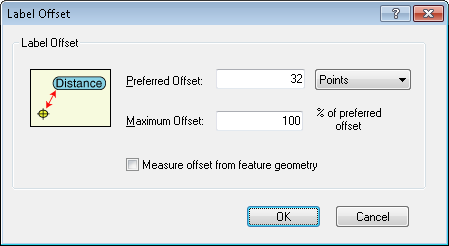 Label Offset
Label Offset
Distance
Preferred Offset: 32 Points
Maximum Offset: 100 % of preferred
offset
Measure offset from feature geometry
OK Cancel